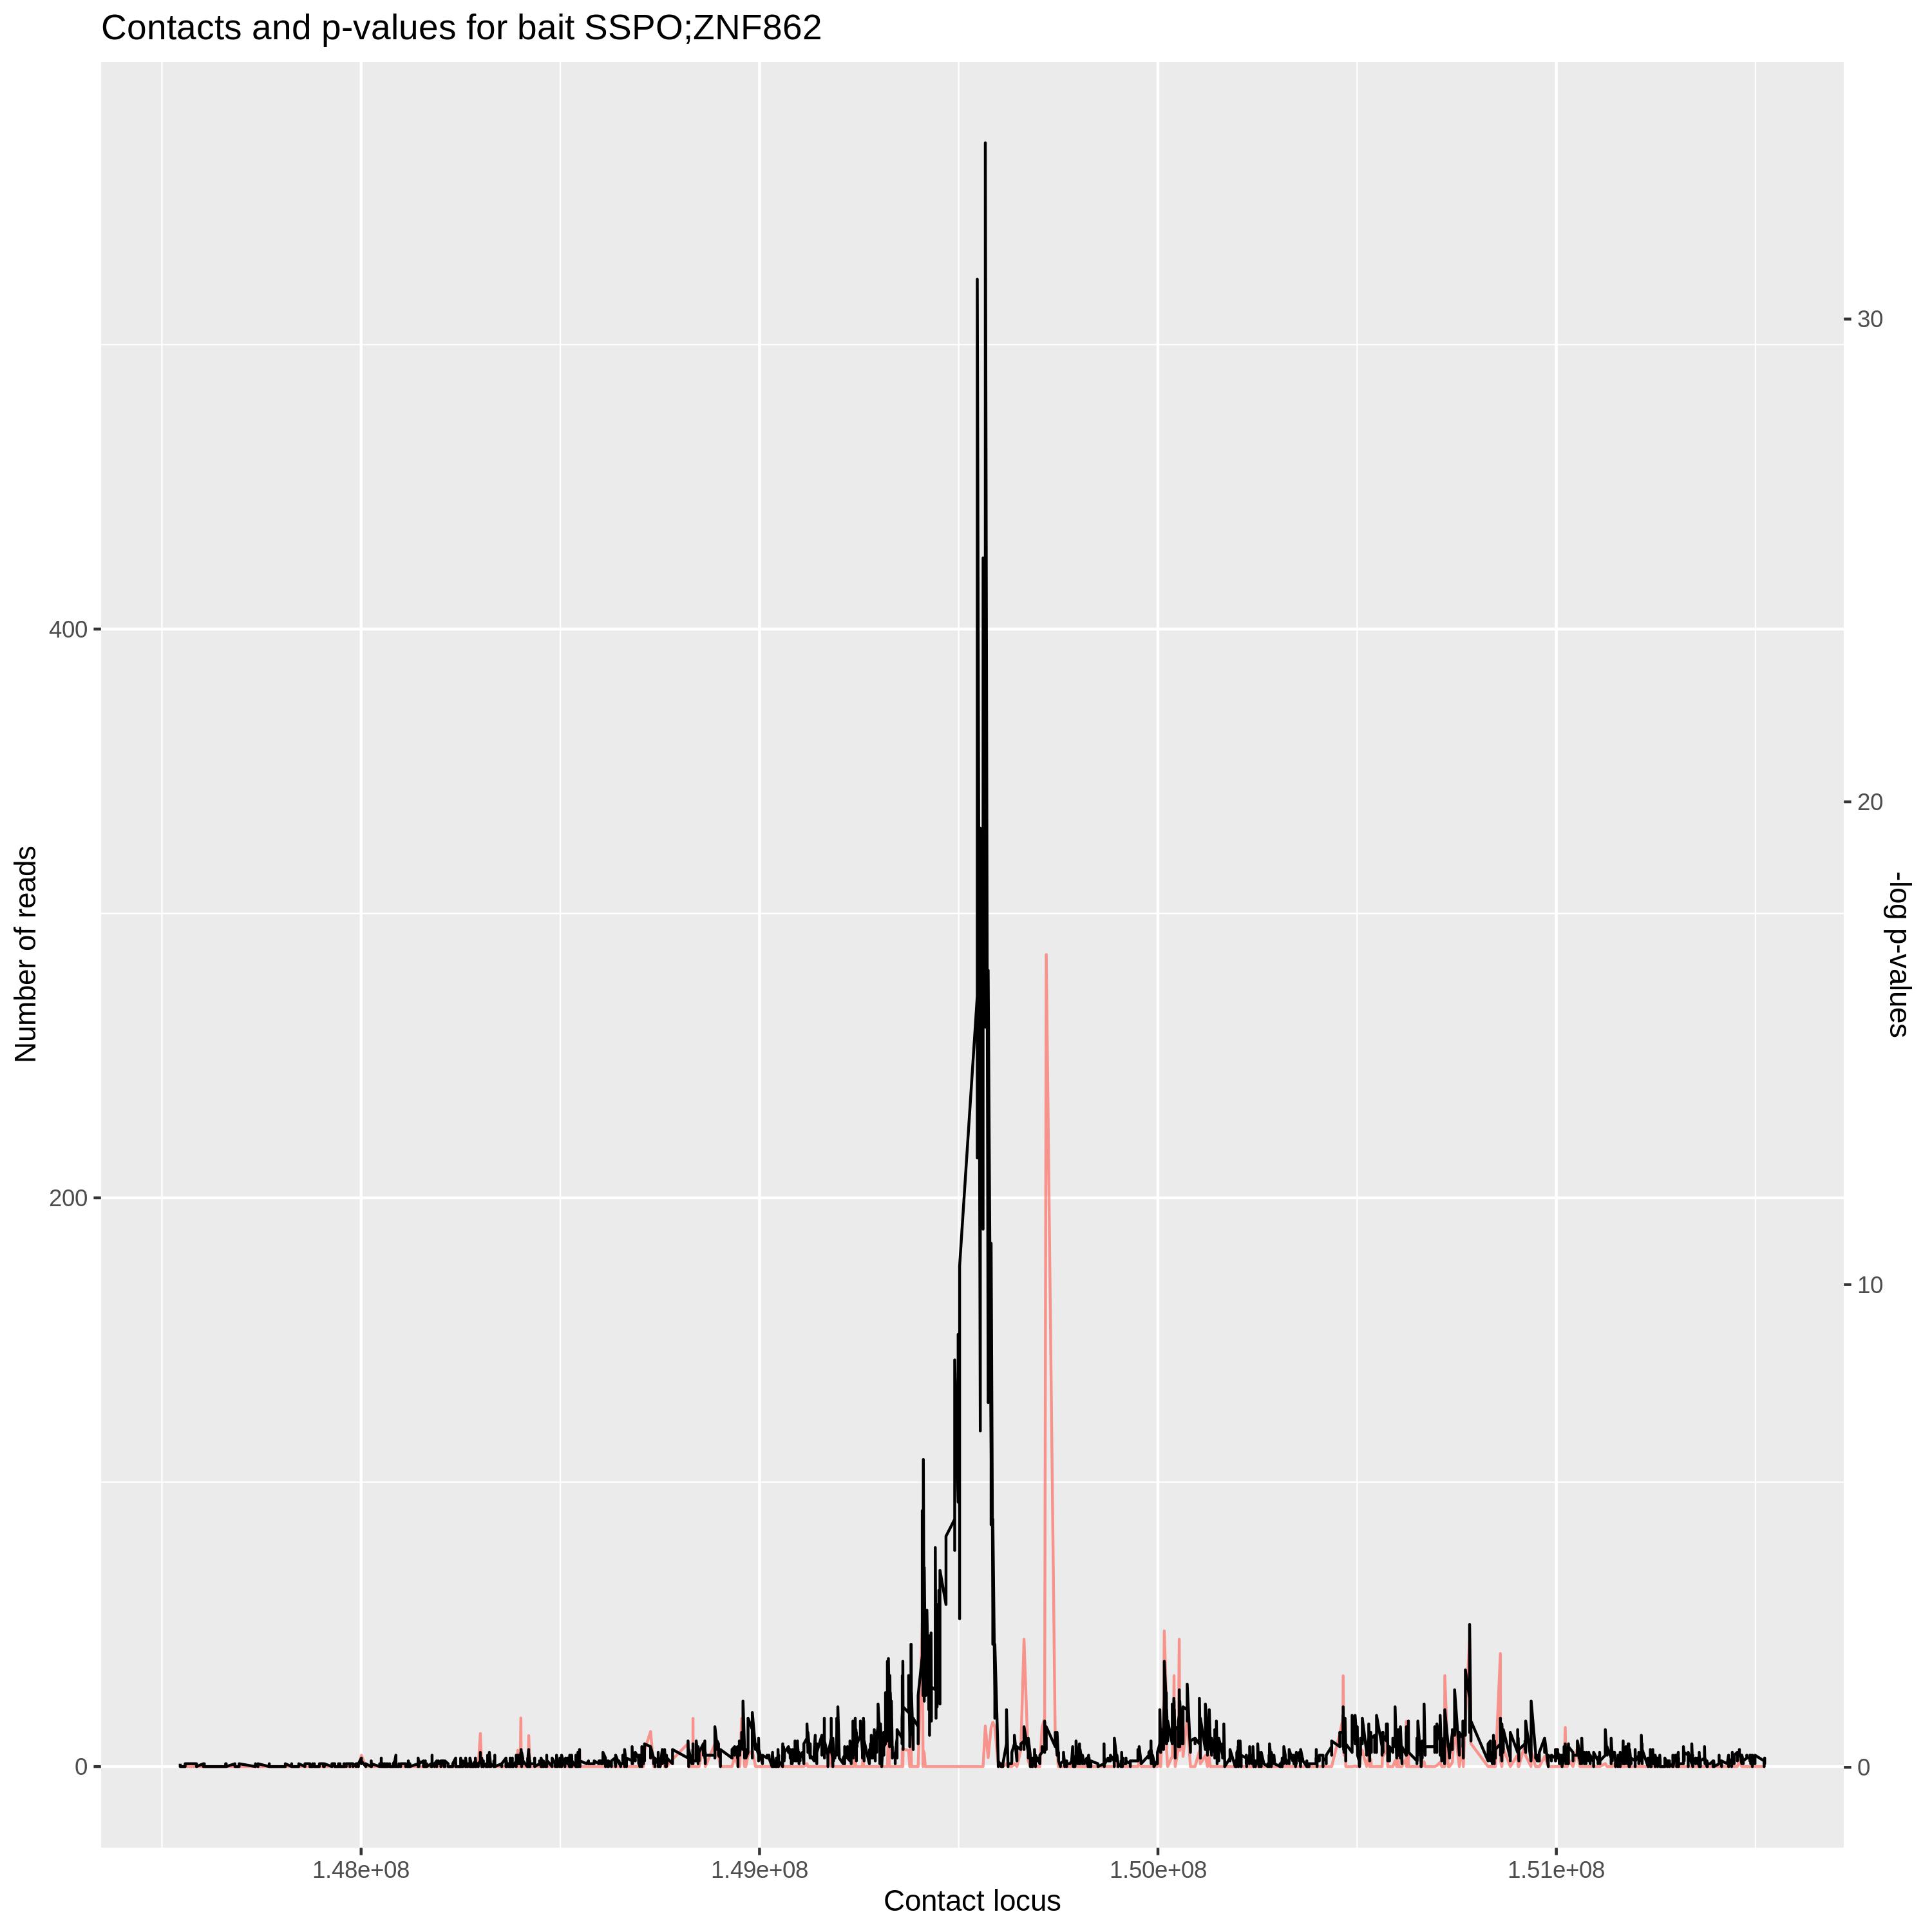 Contacts and p-values for bait SSPO;ZNF862
Number of reads
400
200
0
30
20
10
0
-log p-values
1.48e+08
1.49e+08
1.50e+08
1.51e+08
Contact locus